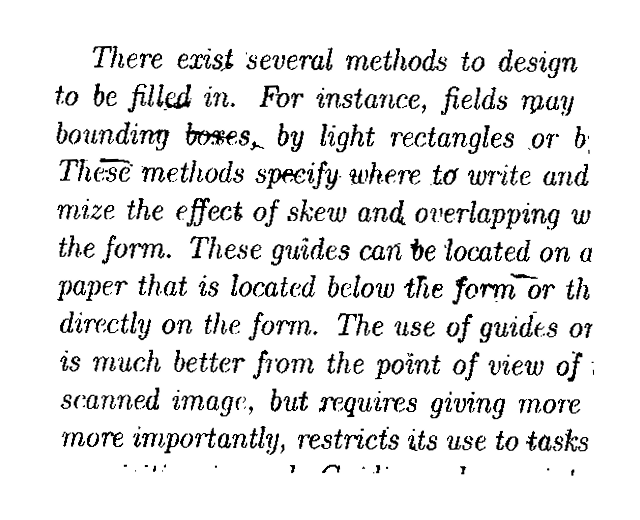 There exist several methods to design
to be filled in. For instance, fields may
bounding boxes, by light rectangles or b
These methods specify where to write and
mize the effect of skew and overlapping w
the form. These guides can be located on a
paper that is located below the form or th
directly on the form. The use of guides on
is much better from the point of view of
scanned image, but requires giving more
more importantly, restricts its use to tasks